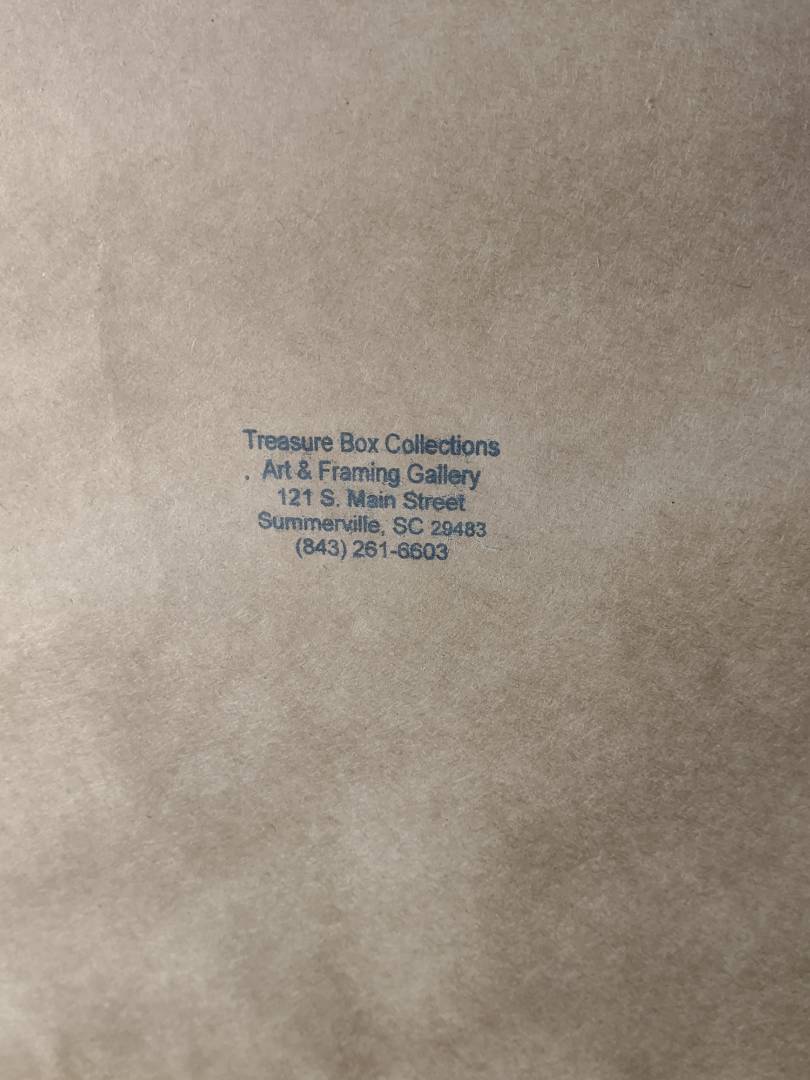 Treasure Box Collections
Art & Framing Gallery
121 S. Main Street
Summerville, SC 29483
(843) 261-6603